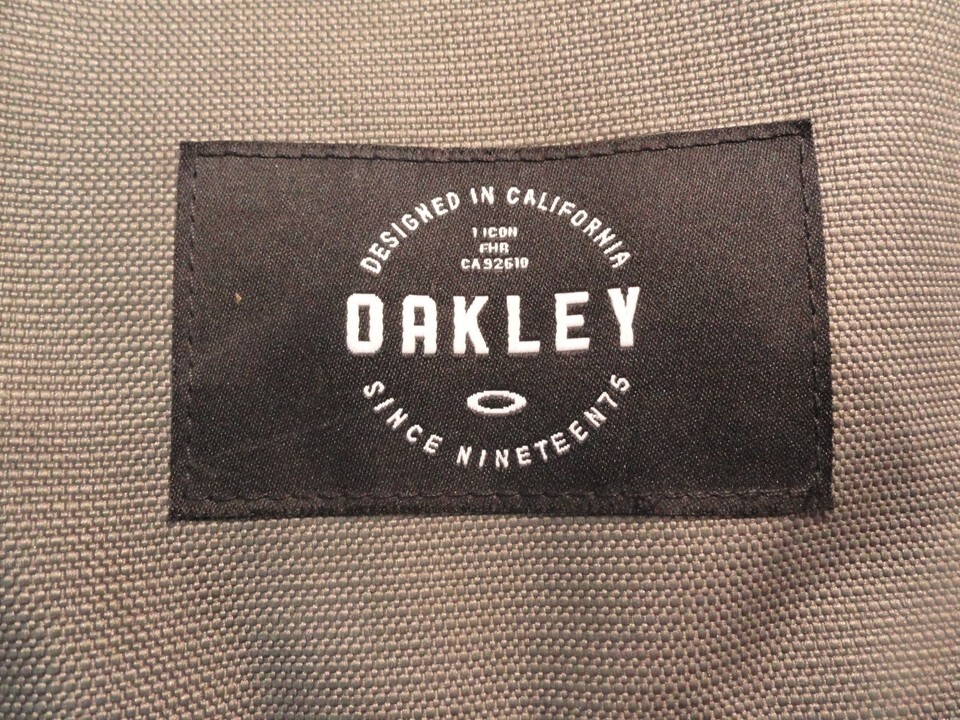 DESIGNED IN CALIFORNIA
1 ICON
FHR
CA 92610
OAKLEY
SINCE NINETEEN75